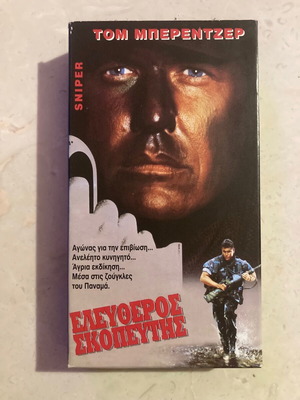 ΤΟΜ ΜΠΕΡΕΝΤΖΕΡ
SNIPER
Αγώνας για την επιβίωση...
Ανελέητο κυνηγητό...
Άγρια εκδίκηση...
Μέσα στις ζούγκλες
του Παναμά.
ΕΛΕΥΘΕΡΟΣ
ΣΚΟΠΕΥΤΗΣ